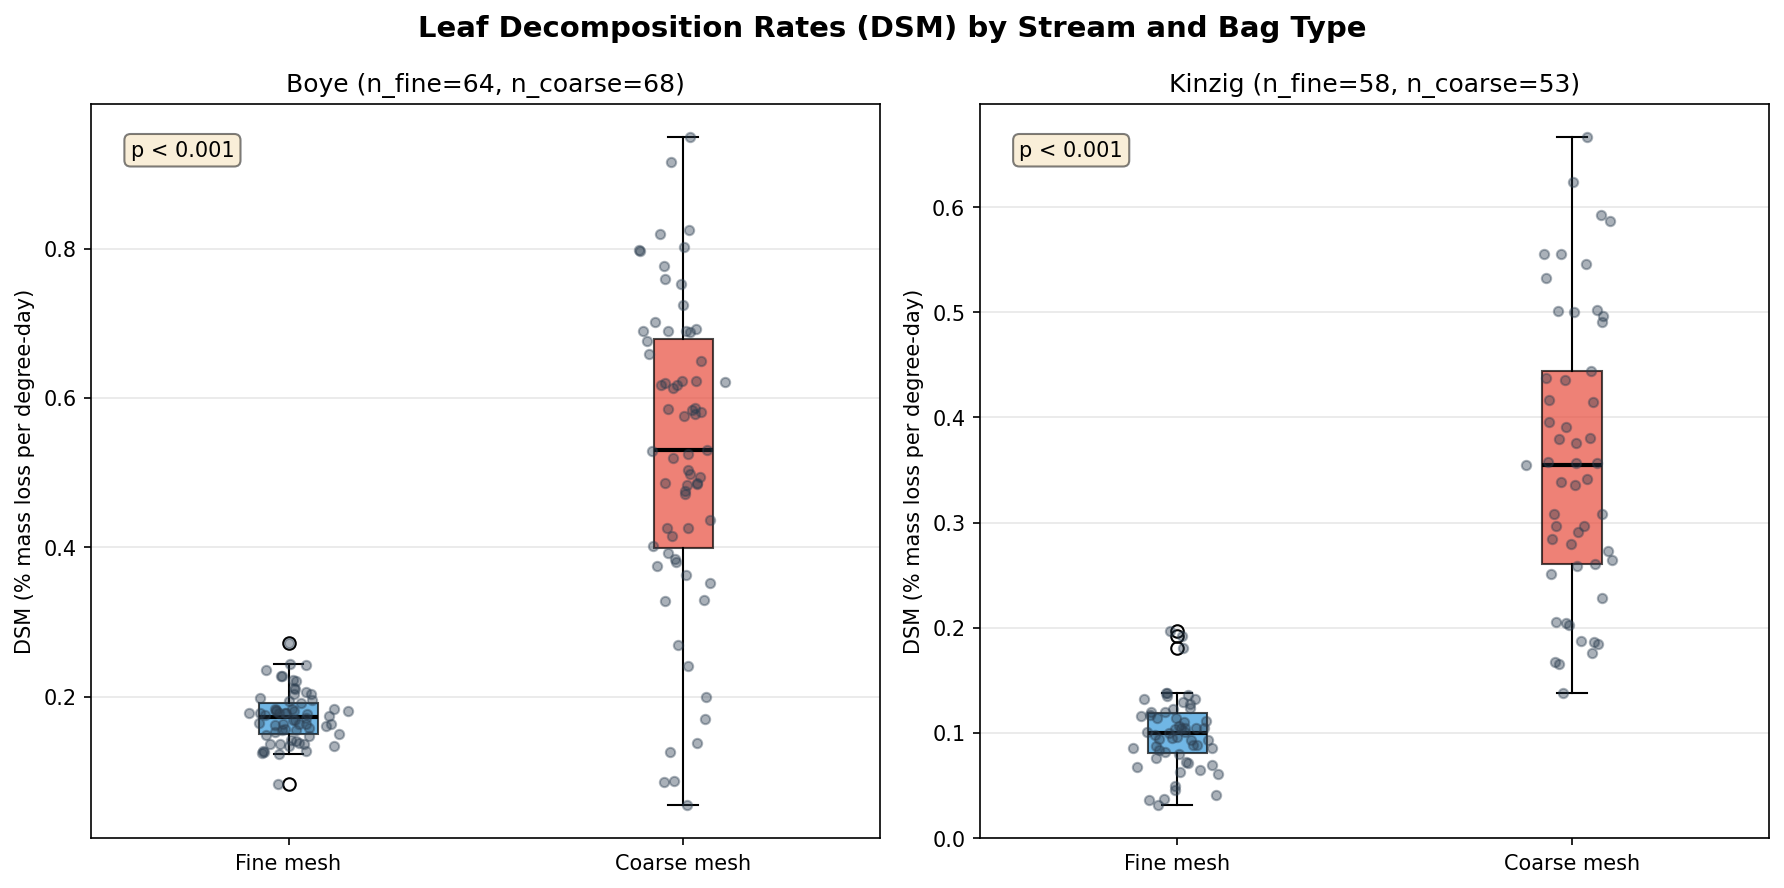 Leaf Decomposition Rates (DSM) by Stream and Bag Type
Boye (n_fine=64, n_coarse=68)
p < 0.001
DSM (% mass loss per degree-day)
0.8
0.6
0.4
0.2
Fine mesh
Coarse mesh
Kinzig (n_fine=58, n_coarse=53)
p < 0.001
DSM (% mass loss per degree-day)
0.6
0.5
0.4
0.3
0.2
0.1
0.0
Fine mesh
Coarse mesh